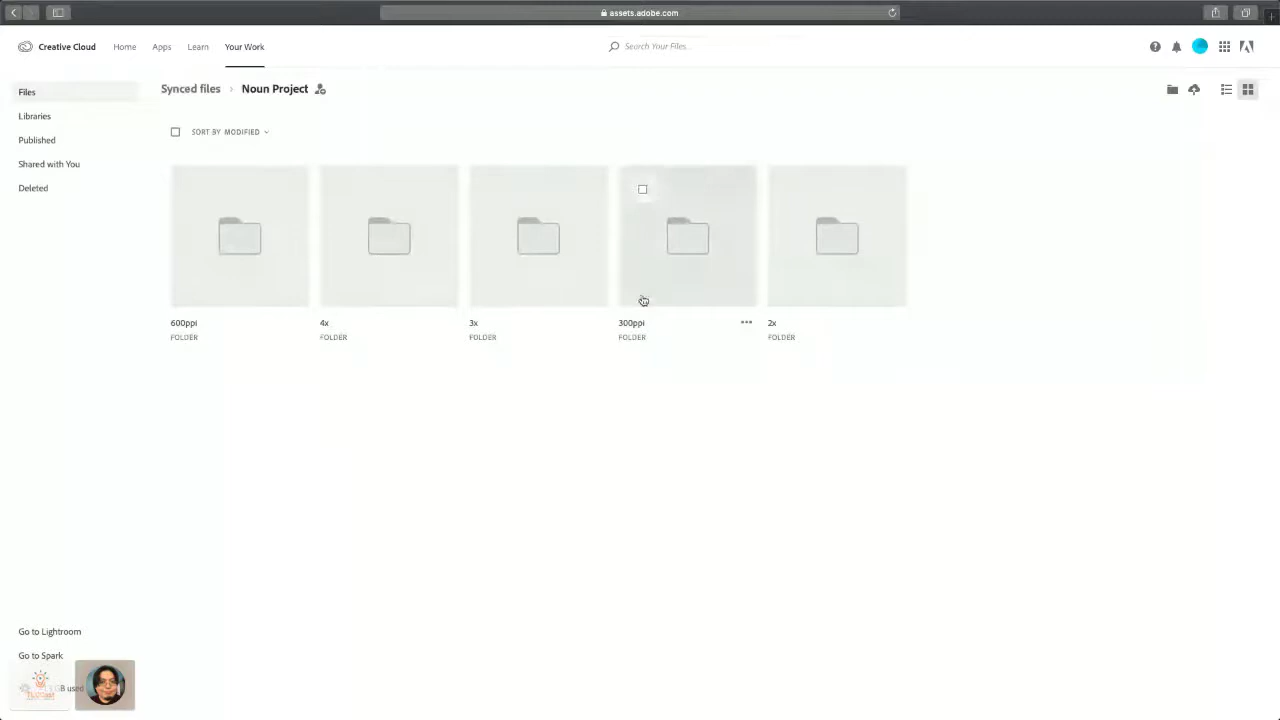 assets.adobe.com
Creative Cloud Home Apps Learn Your Work Search Your Files...
Files
Libraries
Published
Shared with You
Deleted
Synced files › Noun Project
SORT BY MODIFIED
600ppi 4x 3x 300ppi ••• 2x
FOLDER FOLDER FOLDER FOLDER FOLDER
Go to Lightroom
Go to Spark
GB used